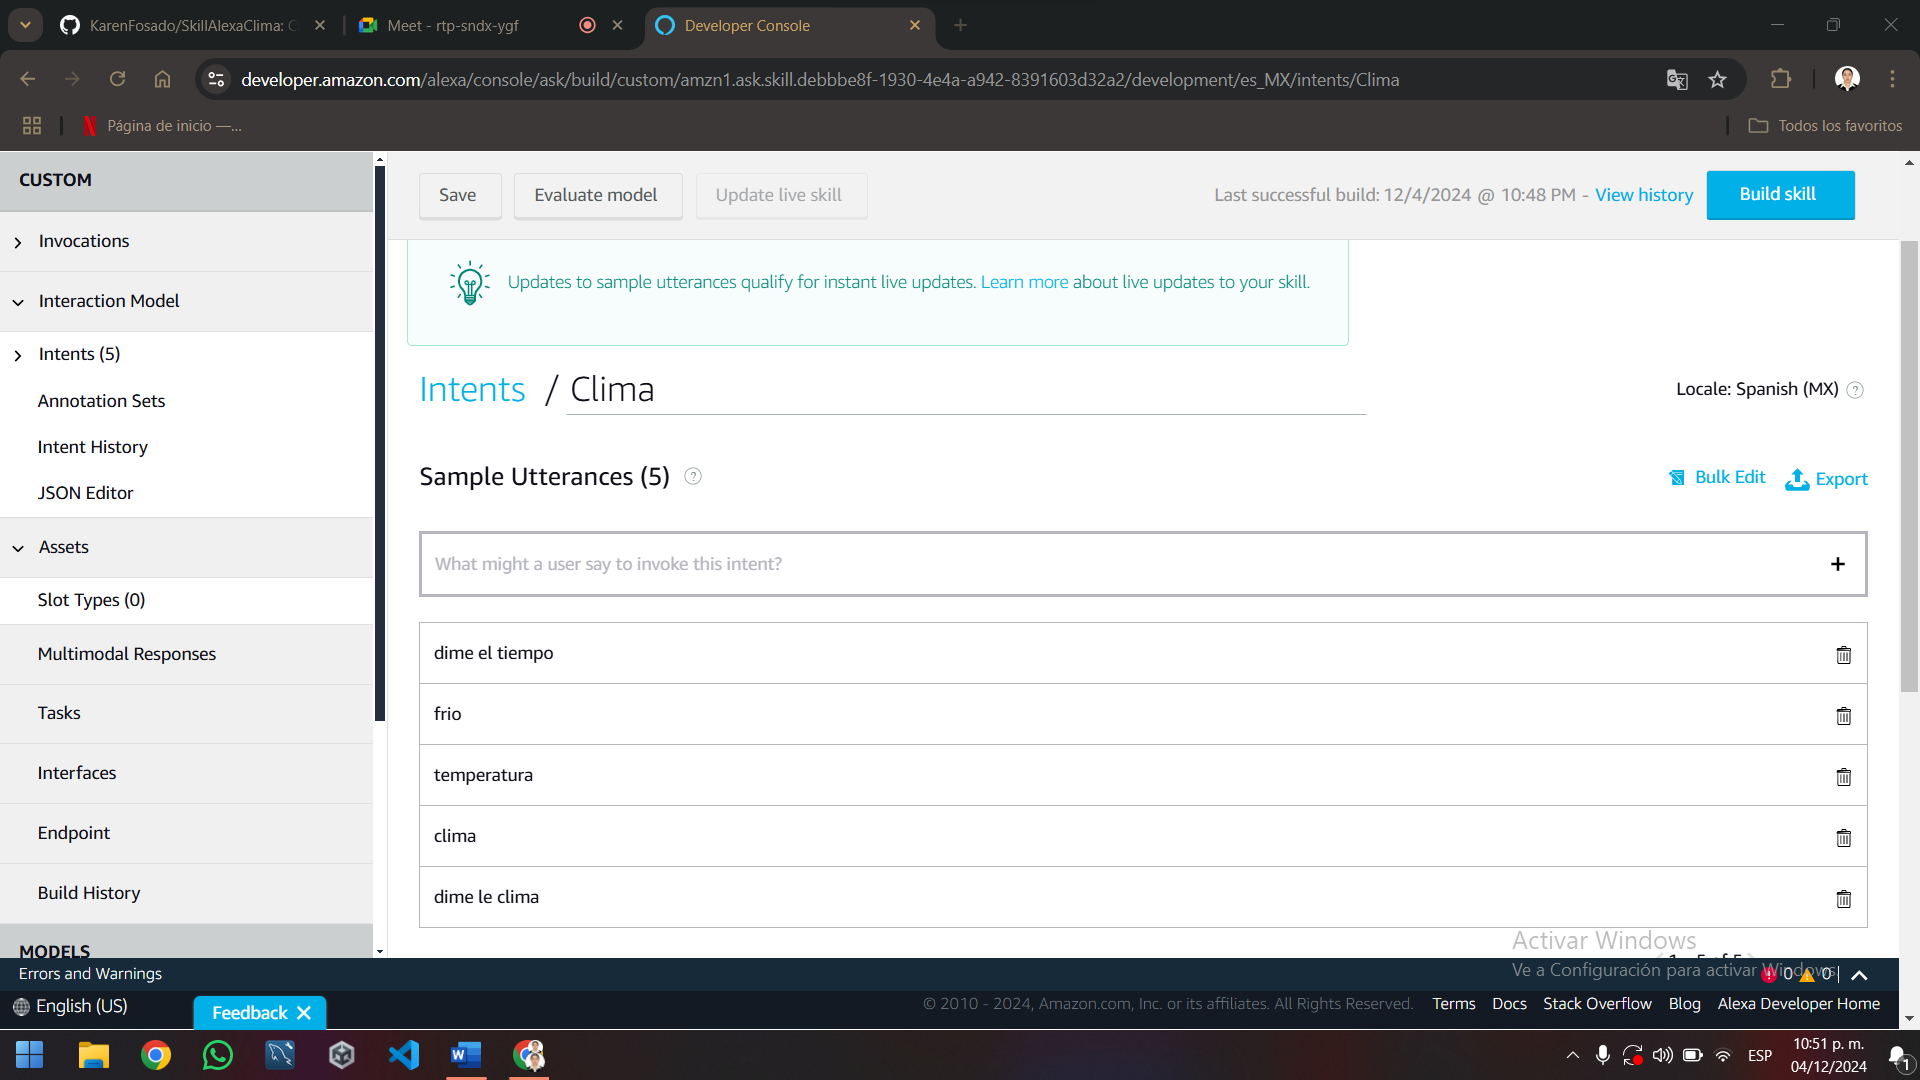 KarenFosado/SkillAlexaClima: C
Meet - rtp-sndx-ygf
Developer Console
developer.amazon.com/alexa/console/ask/build/custom/amzn1.ask.skill.debbbe8f-1930-4e4a-a942-8391603d32a2/development/es_MX/intents/Clima
Página de inicio —...
Todos los favoritos
CUSTOM
Invocations
Interaction Model
Intents (5)
Annotation Sets
Intent History
JSON Editor
Assets
Slot Types (0)
Multimodal Responses
Tasks
Interfaces
Endpoint
Build History
MODELS
Save
Evaluate model
Update live skill
Last successful build: 12/4/2024 @ 10:48 PM - View history
Build skill
Updates to sample utterances qualify for instant live updates. Learn more about live updates to your skill.
Intents / Clima
Locale: Spanish (MX)
Sample Utterances (5)
Bulk Edit
Export
What might a user say to invoke this intent?
dime el tiempo
frio
temperatura
clima
dime le clima
1 - 5 of 5
Activar Windows
Ve a Configuración para activar Windows.
Errors and Warnings
0
0
English (US)
Feedback
© 2010 - 2024, Amazon.com, Inc. or its affiliates. All Rights Reserved.
Terms
Docs
Stack Overflow
Blog
Alexa Developer Home
ESP
10:51 p. m.
04/12/2024
1